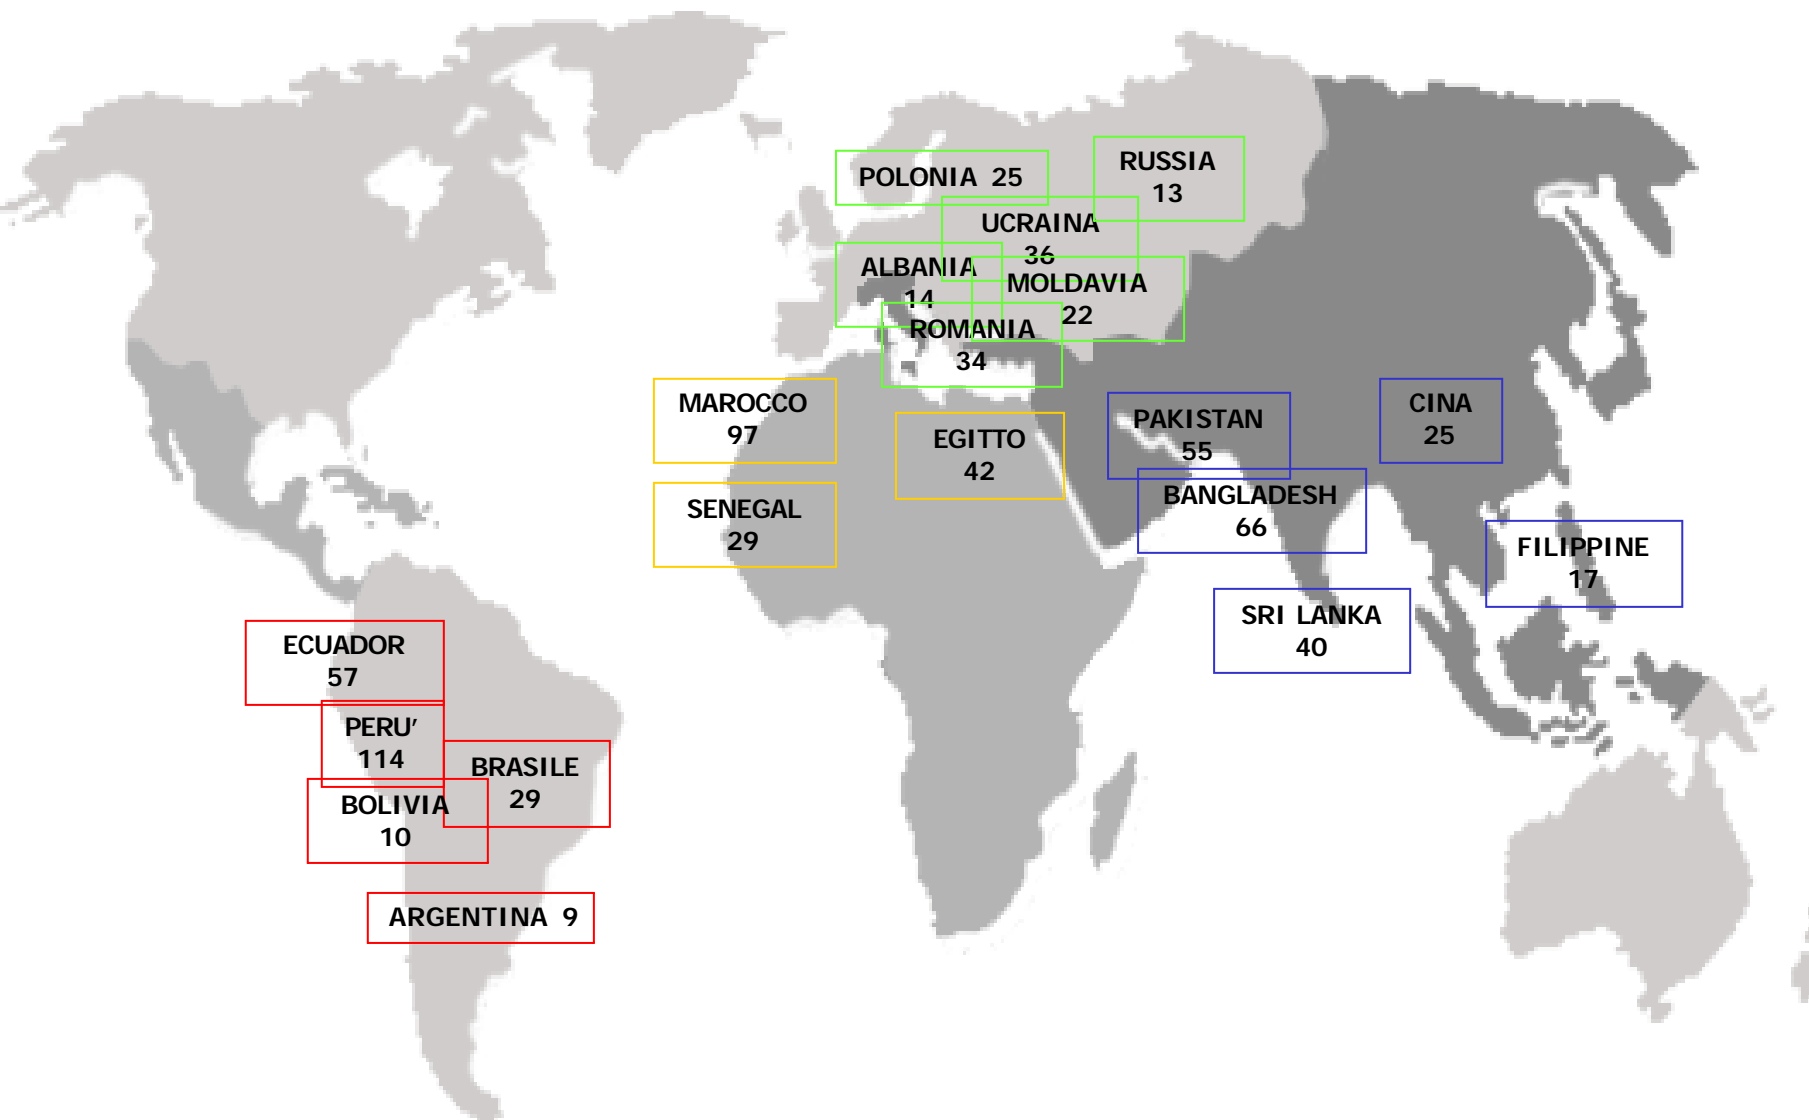 POLONIA 25
RUSSIA
13
UCRAINA
36
ALBANIA
14
MOLDAVIA
22
ROMANIA
34
MAROCCO
97
EGITTO
42
PAKISTAN
55
CINA
25
SENEGAL
29
BANGLADESH
66
FILIPPINE
17
SRI LANKA
40
ECUADOR
57
PERU'
114
BRASILE
29
BOLIVIA
10
ARGENTINA 9